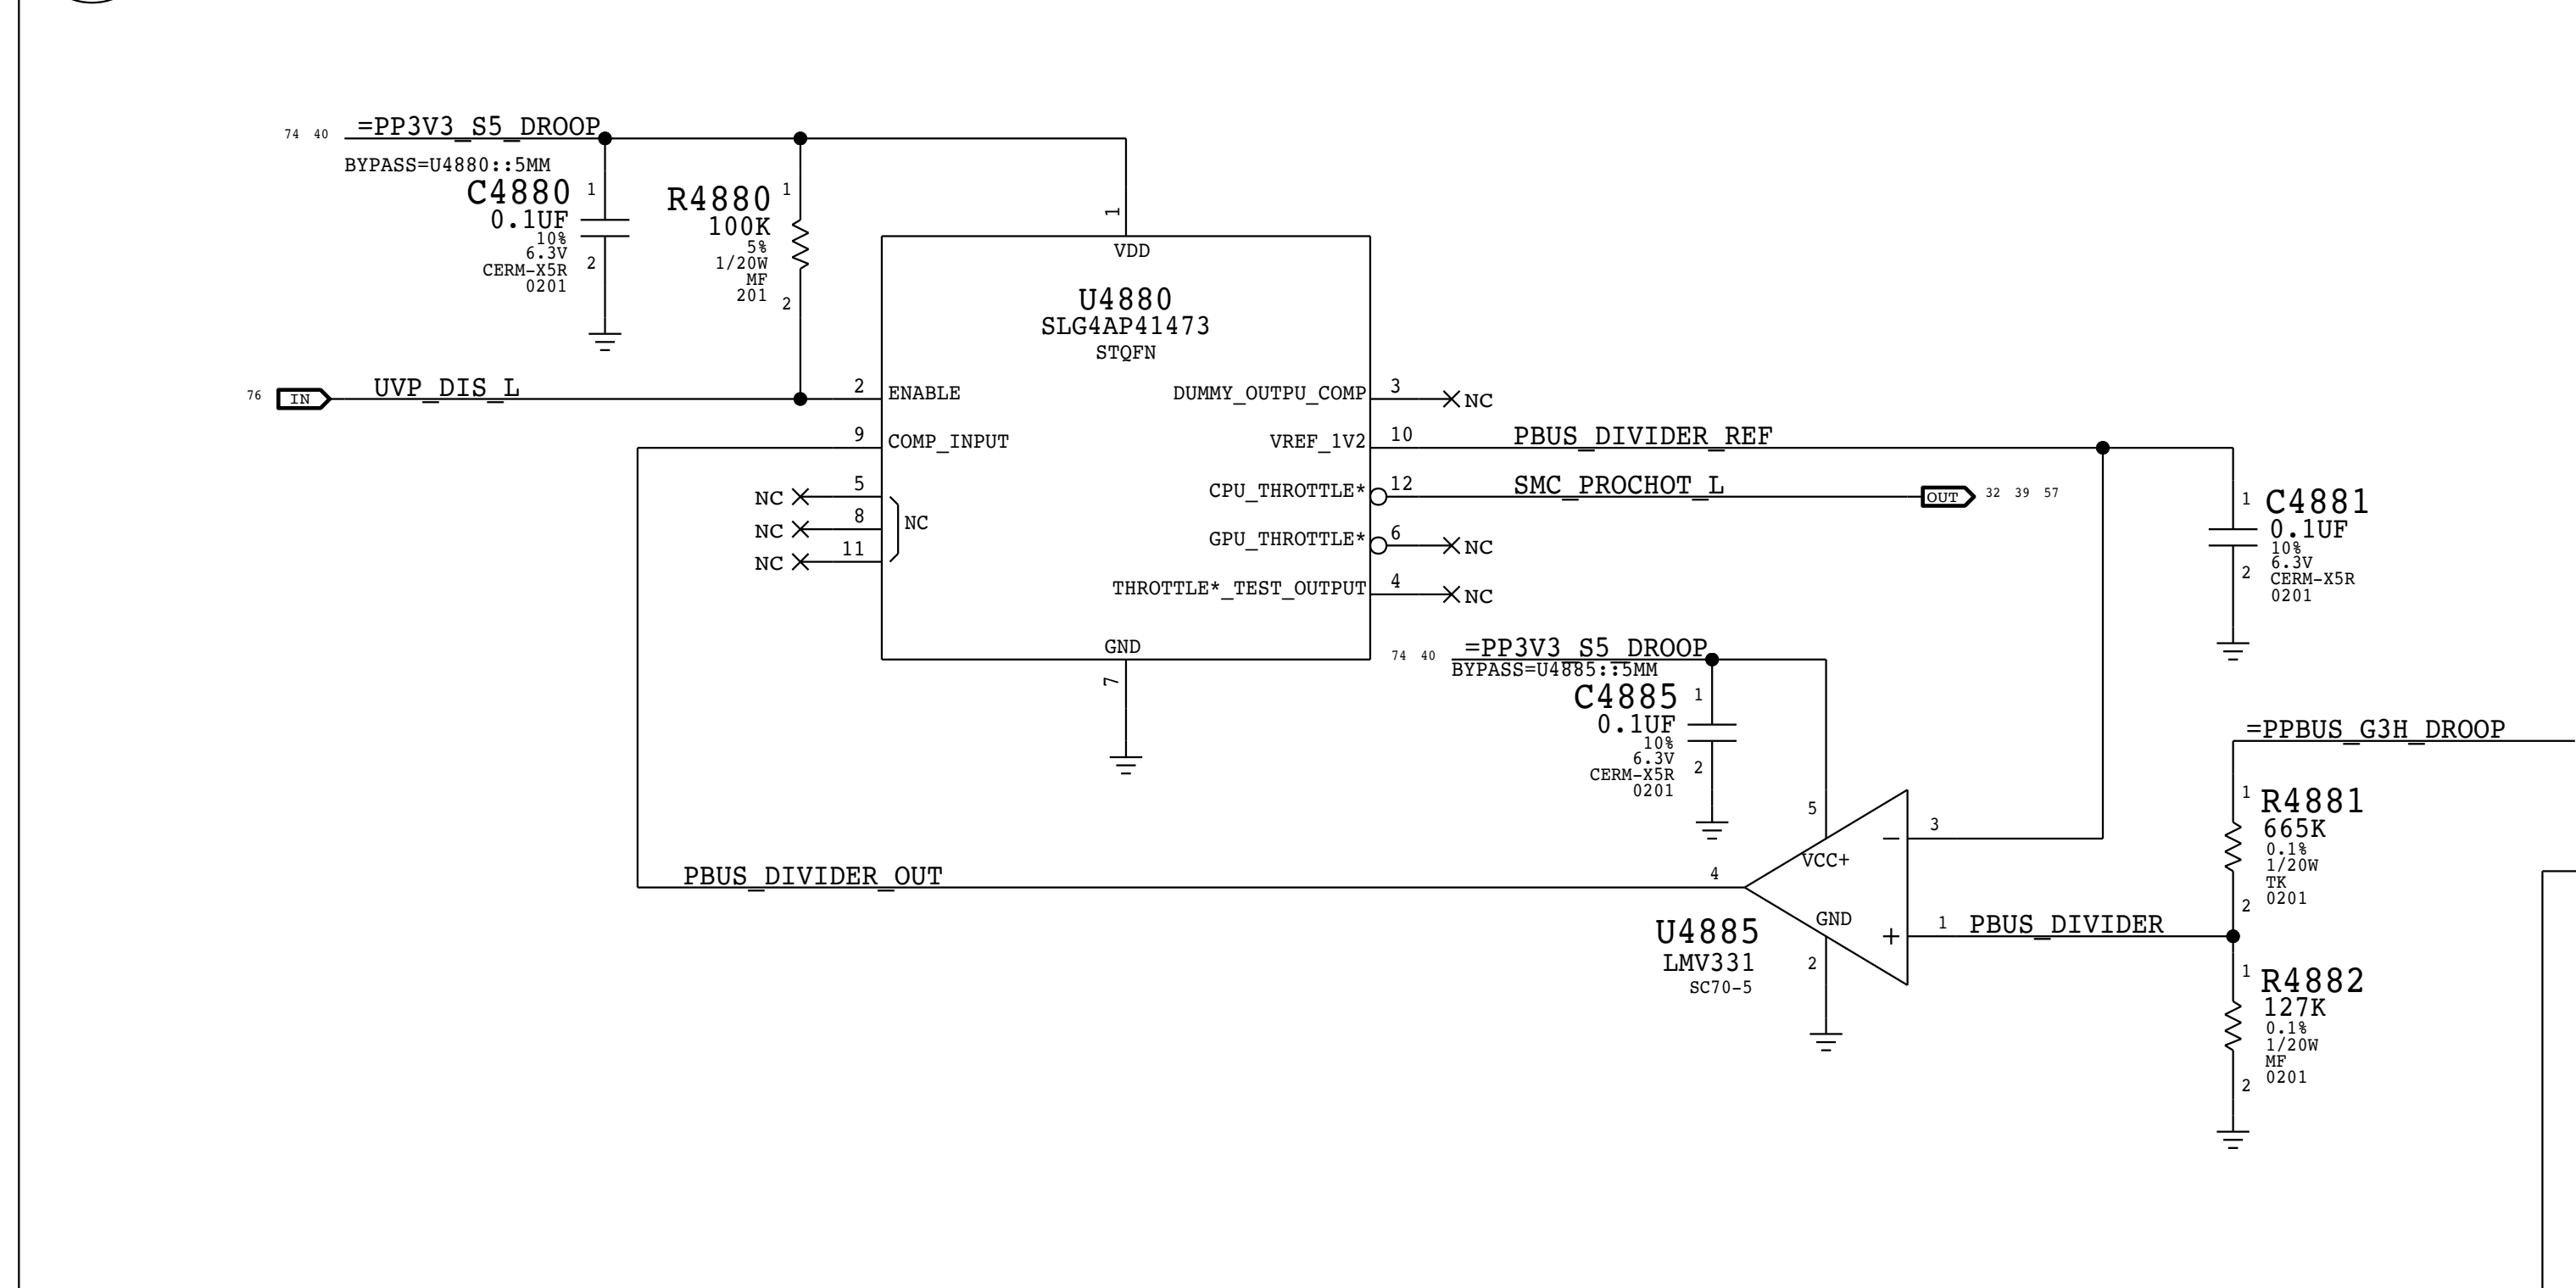 74 40 =PP3V3_S5_DROOP
BYPASS=U4880::5MM
C4880
0.1UF
10%
6.3V
CERM-X5R
0201
1
2
R4880
100K
5%
1/20W
MF
201
1
2
1
VDD
U4880
SLG4AP41473
STQFN
76 IN UVP_DIS_L
2 ENABLE
9 COMP_INPUT
NC 5
NC 8
NC 11
NC
DUMMY_OUTPU_COMP 3 NC
VREF_1V2 10 PBUS_DIVIDER_REF
CPU_THROTTLE* 12 SMC_PROCHOT_L OUT 32 39 57
GPU_THROTTLE* 6 NC
THROTTLE*_TEST_OUTPUT 4 NC
GND
7
1
2
C4881
0.1UF
10%
6.3V
CERM-X5R
0201
74 40 =PP3V3_S5_DROOP
BYPASS=U4885::5MM
C4885
0.1UF
10%
6.3V
CERM-X5R
0201
1
2
=PPBUS_G3H_DROOP
1
R4881
665K
0.1%
1/20W
TK
0201
2
5
VCC+
− 3
PBUS_DIVIDER_OUT 4
GND
+ 1 PBUS_DIVIDER
2
U4885
LMV331
SC70-5
1
R4882
127K
0.1%
1/20W
MF
0201
2